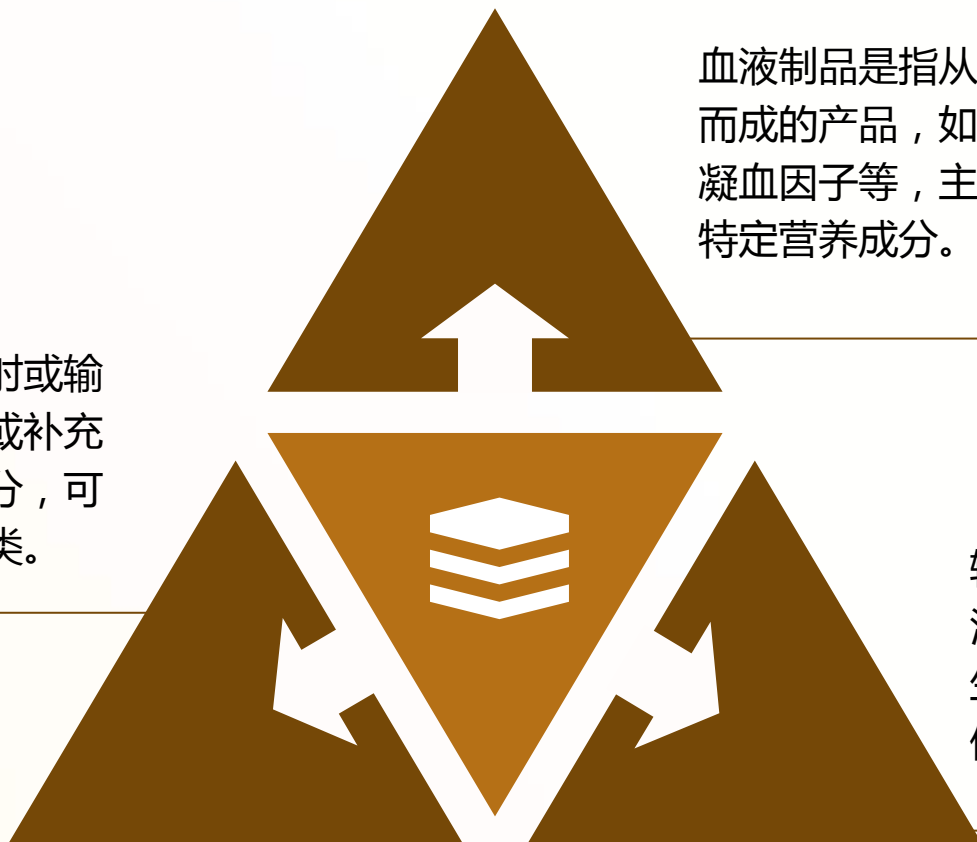 血液制品是指从
而成的产品，如
凝血因子等，主
特定营养成分。
射或输
或补充
分，可
类。